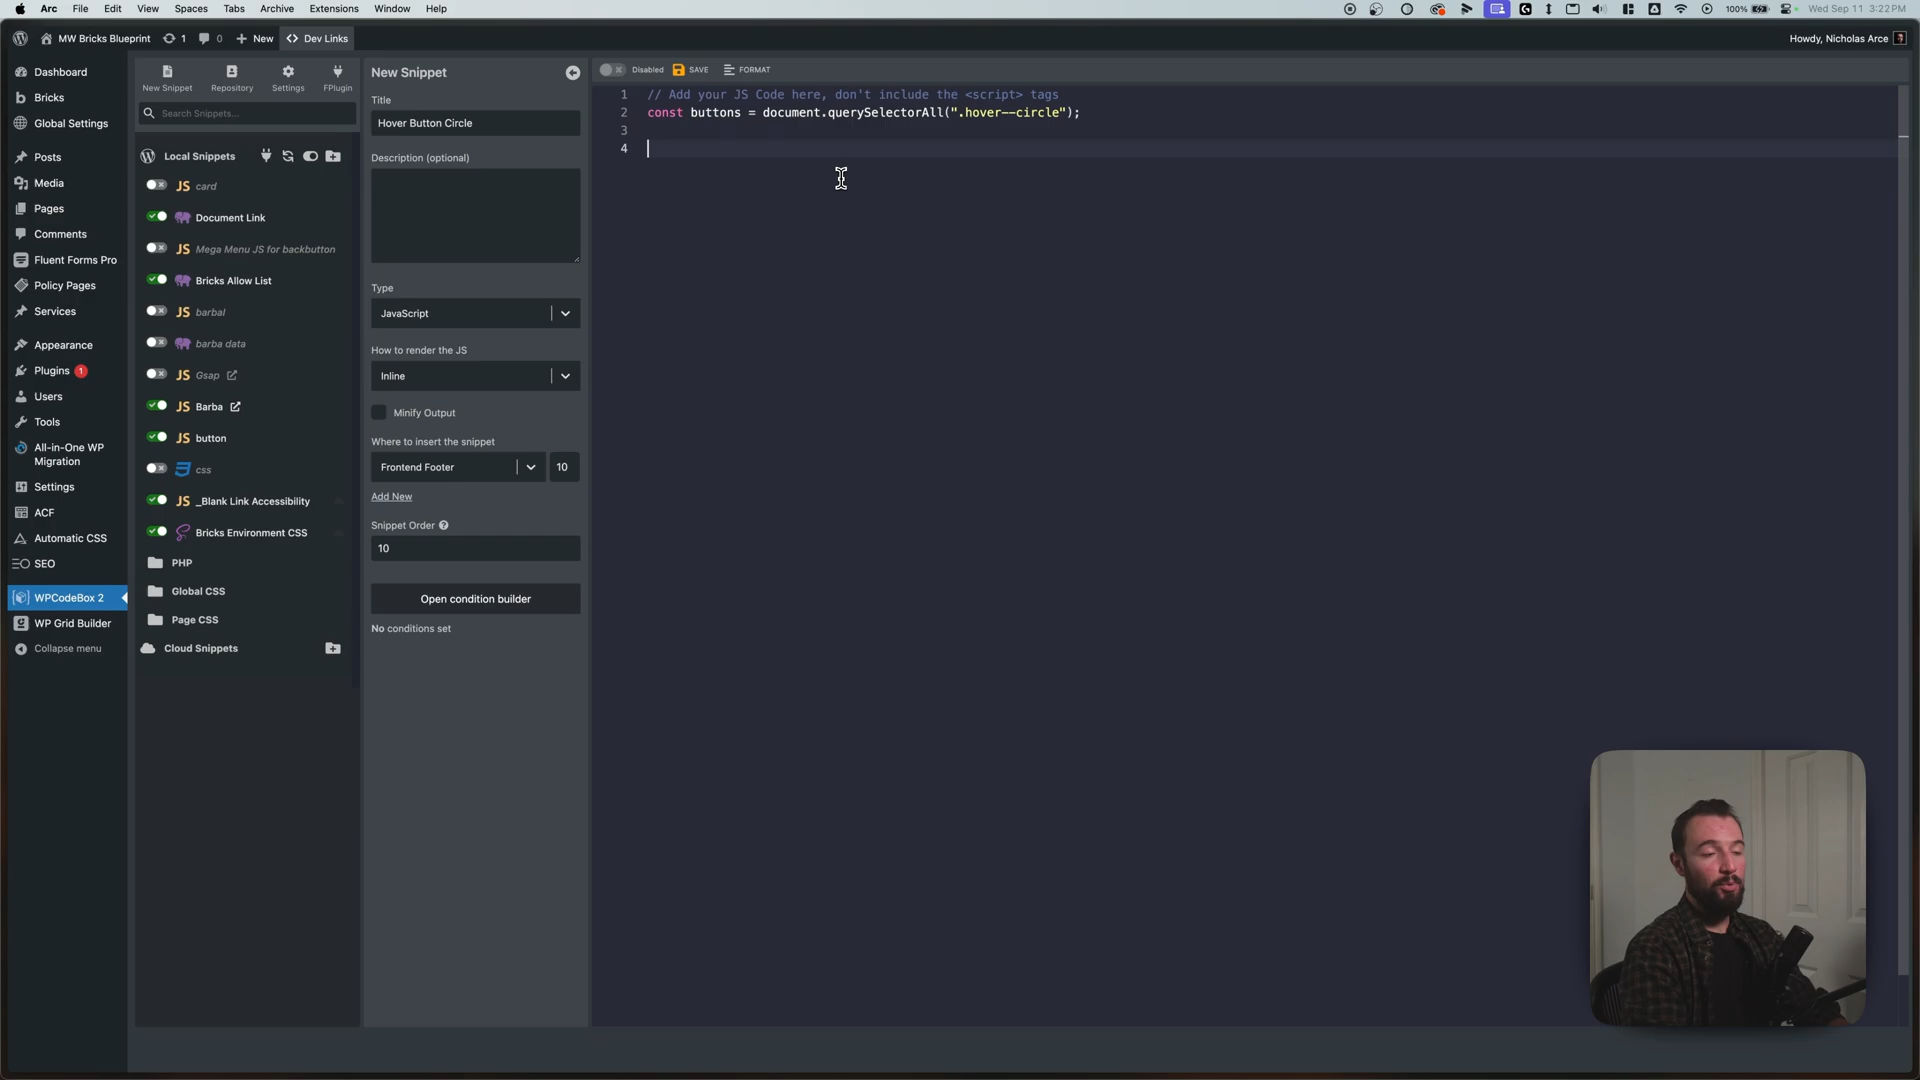 Arc File Edit View Spaces Tabs Archive Extensions Window Help
100% Wed Sep 11 3:22PM
MW Bricks Blueprint 1 0 New <> Dev Links
Howdy, Nicholas Arce
Dashboard
Bricks
Global Settings
Posts
Media
Pages
Comments
Fluent Forms Pro
Policy Pages
Services
Appearance
Plugins 1
Users
Tools
All-in-One WP
Migration
Settings
ACF
Automatic CSS
SEO
WPCodeBox 2
WP Grid Builder
Collapse menu
New Snippet Repository Settings FPlugin
Search Snippets...
Local Snippets
JS card
Document Link
JS Mega Menu JS for backbutton
Bricks Allow List
JS barbal
barba data
JS Gsap
JS Barba
JS button
css
JS _Blank Link Accessibility
Bricks Environment CSS
PHP
Global CSS
Page CSS
Cloud Snippets
New Snippet
Title
Hover Button Circle
Description (optional)
Type
JavaScript
How to render the JS
Inline
Minify Output
Where to insert the snippet
Frontend Footer 10
Add New
Snippet Order ?
10
Open condition builder
No conditions set
Disabled SAVE FORMAT
1 // Add your JS Code here, don't include the <script> tags
2 const buttons = document.querySelectorAll(".hover--circle");
3
4